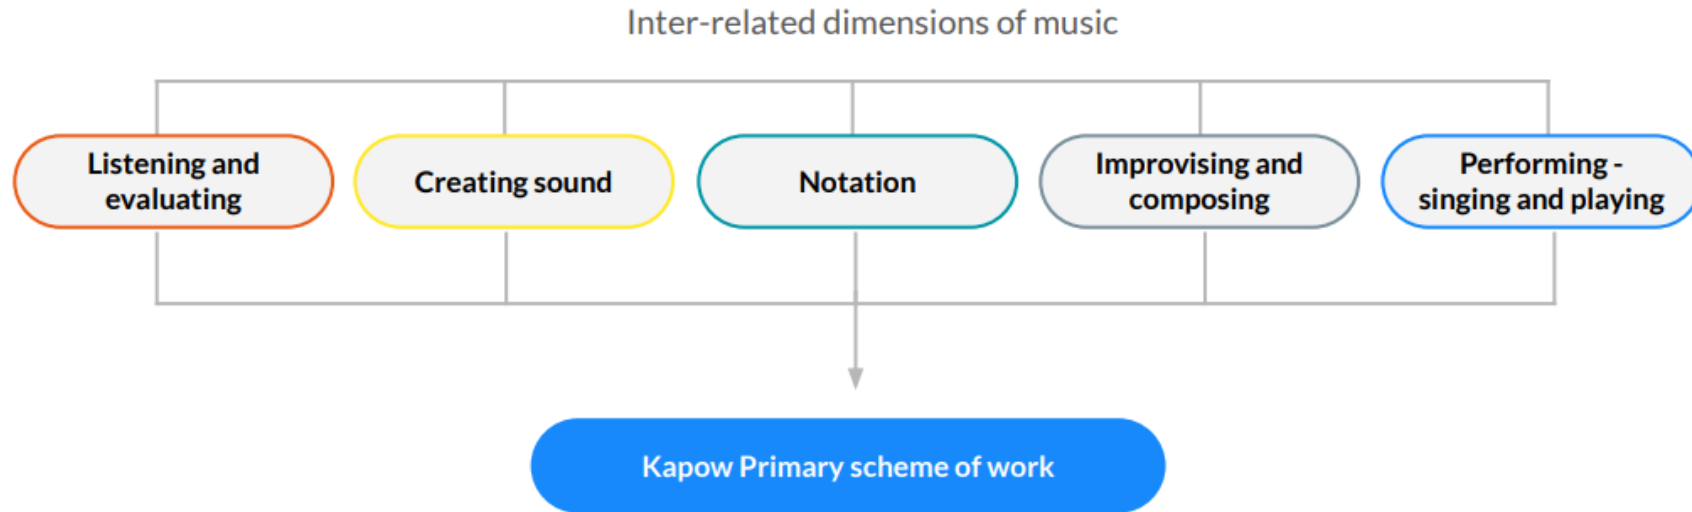 Inter-related dimensions of music
Listening and
evaluating
Creating sound
Notation
Improvising and
composing
Performing -
singing and playing
Kapow Primary scheme of work